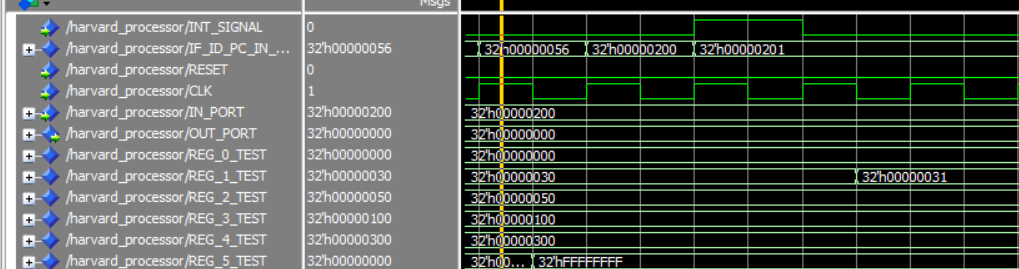 Msgs
/harvard_processor/INT_SIGNAL 0
/harvard_processor/IF_ID_PC_IN_... 32'h00000056 32'h00000056 32'h00000200 32'h00000201
/harvard_processor/RESET 0
/harvard_processor/CLK 1
/harvard_processor/IN_PORT 32'h00000200 32'h00000200
/harvard_processor/OUT_PORT 32'h00000000 32'h00000000
/harvard_processor/REG_0_TEST 32'h00000000 32'h00000000
/harvard_processor/REG_1_TEST 32'h00000030 32'h00000030 32'h00000031
/harvard_processor/REG_2_TEST 32'h00000050 32'h00000050
/harvard_processor/REG_3_TEST 32'h00000100 32'h00000100
/harvard_processor/REG_4_TEST 32'h00000300 32'h00000300
/harvard_processor/REG_5_TEST 32'h00000000 32'h00... 32'hFFFFFFFF